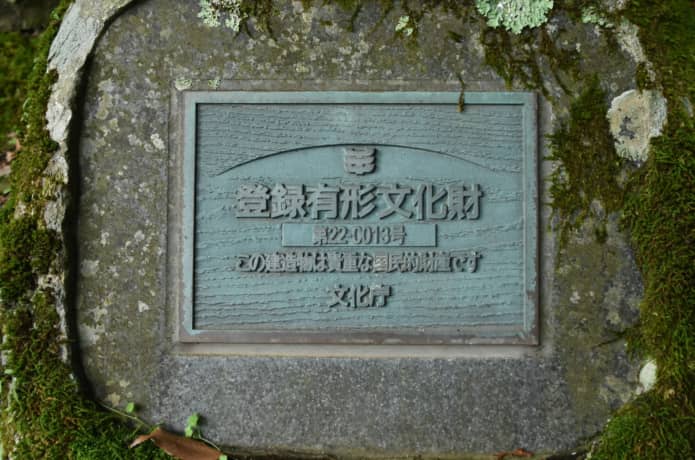 登録有形文化財
第22-0013号
この建造物は貴重な国民的財産です
文化庁